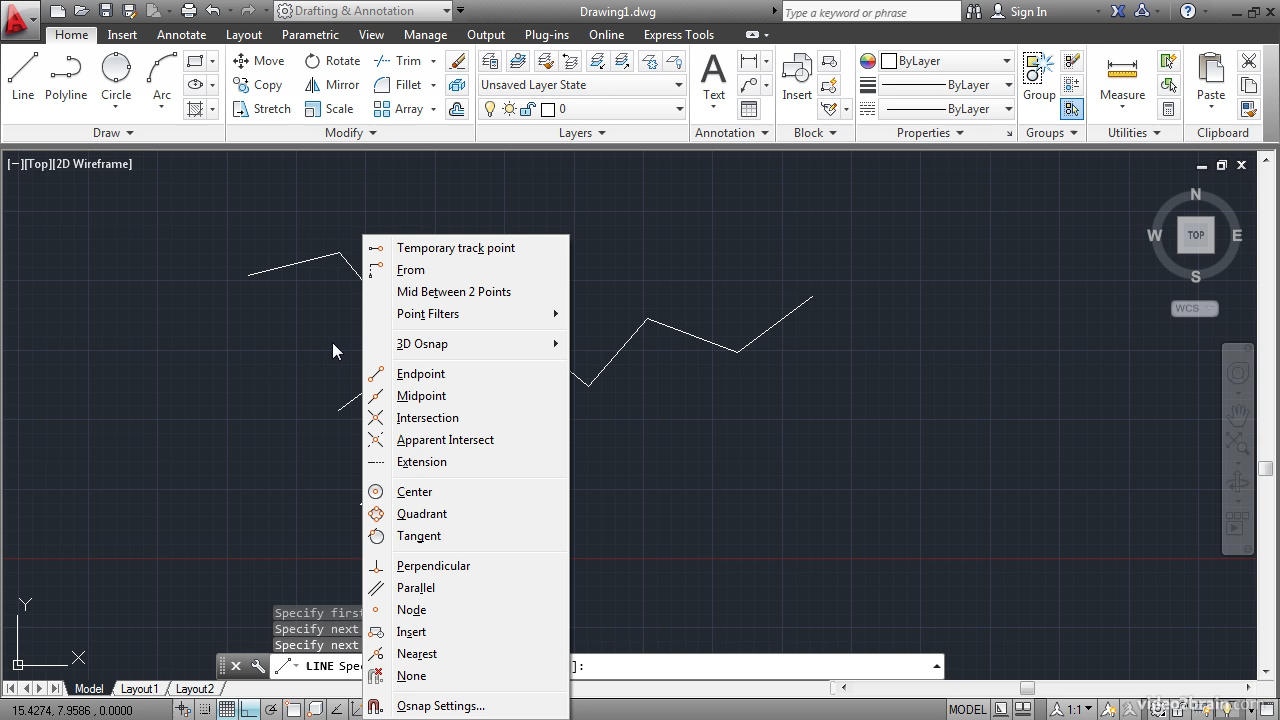 Drafting & Annotation
Drawing1.dwg
Type a keyword or phrase
Sign In
Home
Insert
Annotate
Layout
Parametric
View
Manage
Output
Plug-ins
Online
Express Tools
Line
Polyline
Circle
Arc
Move
Rotate
Trim
Copy
Mirror
Fillet
Stretch
Scale
Array
Unsaved Layer State
0
Text
Insert
ByLayer
ByLayer
ByLayer
Group
Measure
Paste
Draw
Modify
Layers
Annotation
Block
Properties
Groups
Utilities
Clipboard
[−][Top][2D Wireframe]
N
W
TOP
E
S
WCS
Temporary track point
From
Mid Between 2 Points
Point Filters
3D Osnap
Endpoint
Midpoint
Intersection
Apparent Intersect
Extension
Center
Quadrant
Tangent
Perpendicular
Parallel
Node
Insert
Nearest
None
Osnap Settings...
Y
X
Specify first
Specify next
Specify next
LINE Spec
]:
Model
Layout1
Layout2
15.4274, 7.9586, 0.0000
MODEL
1:1
video2brain.com